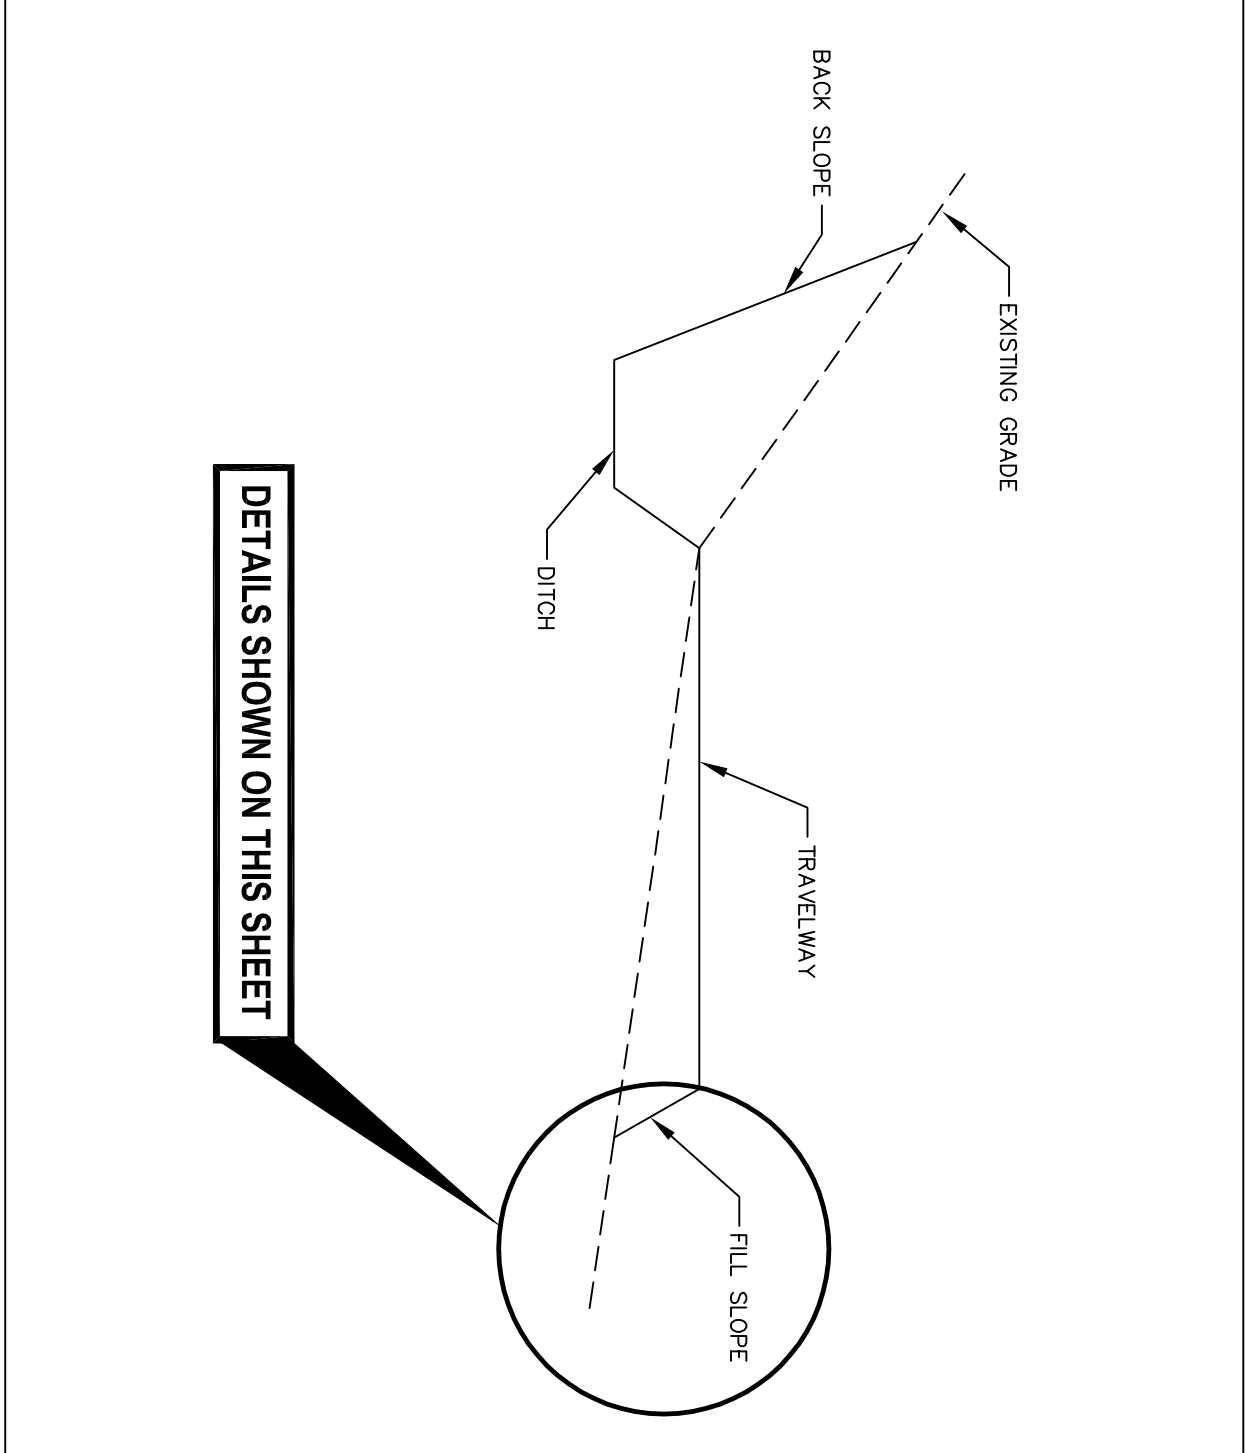 EXISTING GRADE
BACK SLOPE
TRAVELWAY
FILL SLOPE
DITCH
DETAILS SHOWN ON THIS SHEET